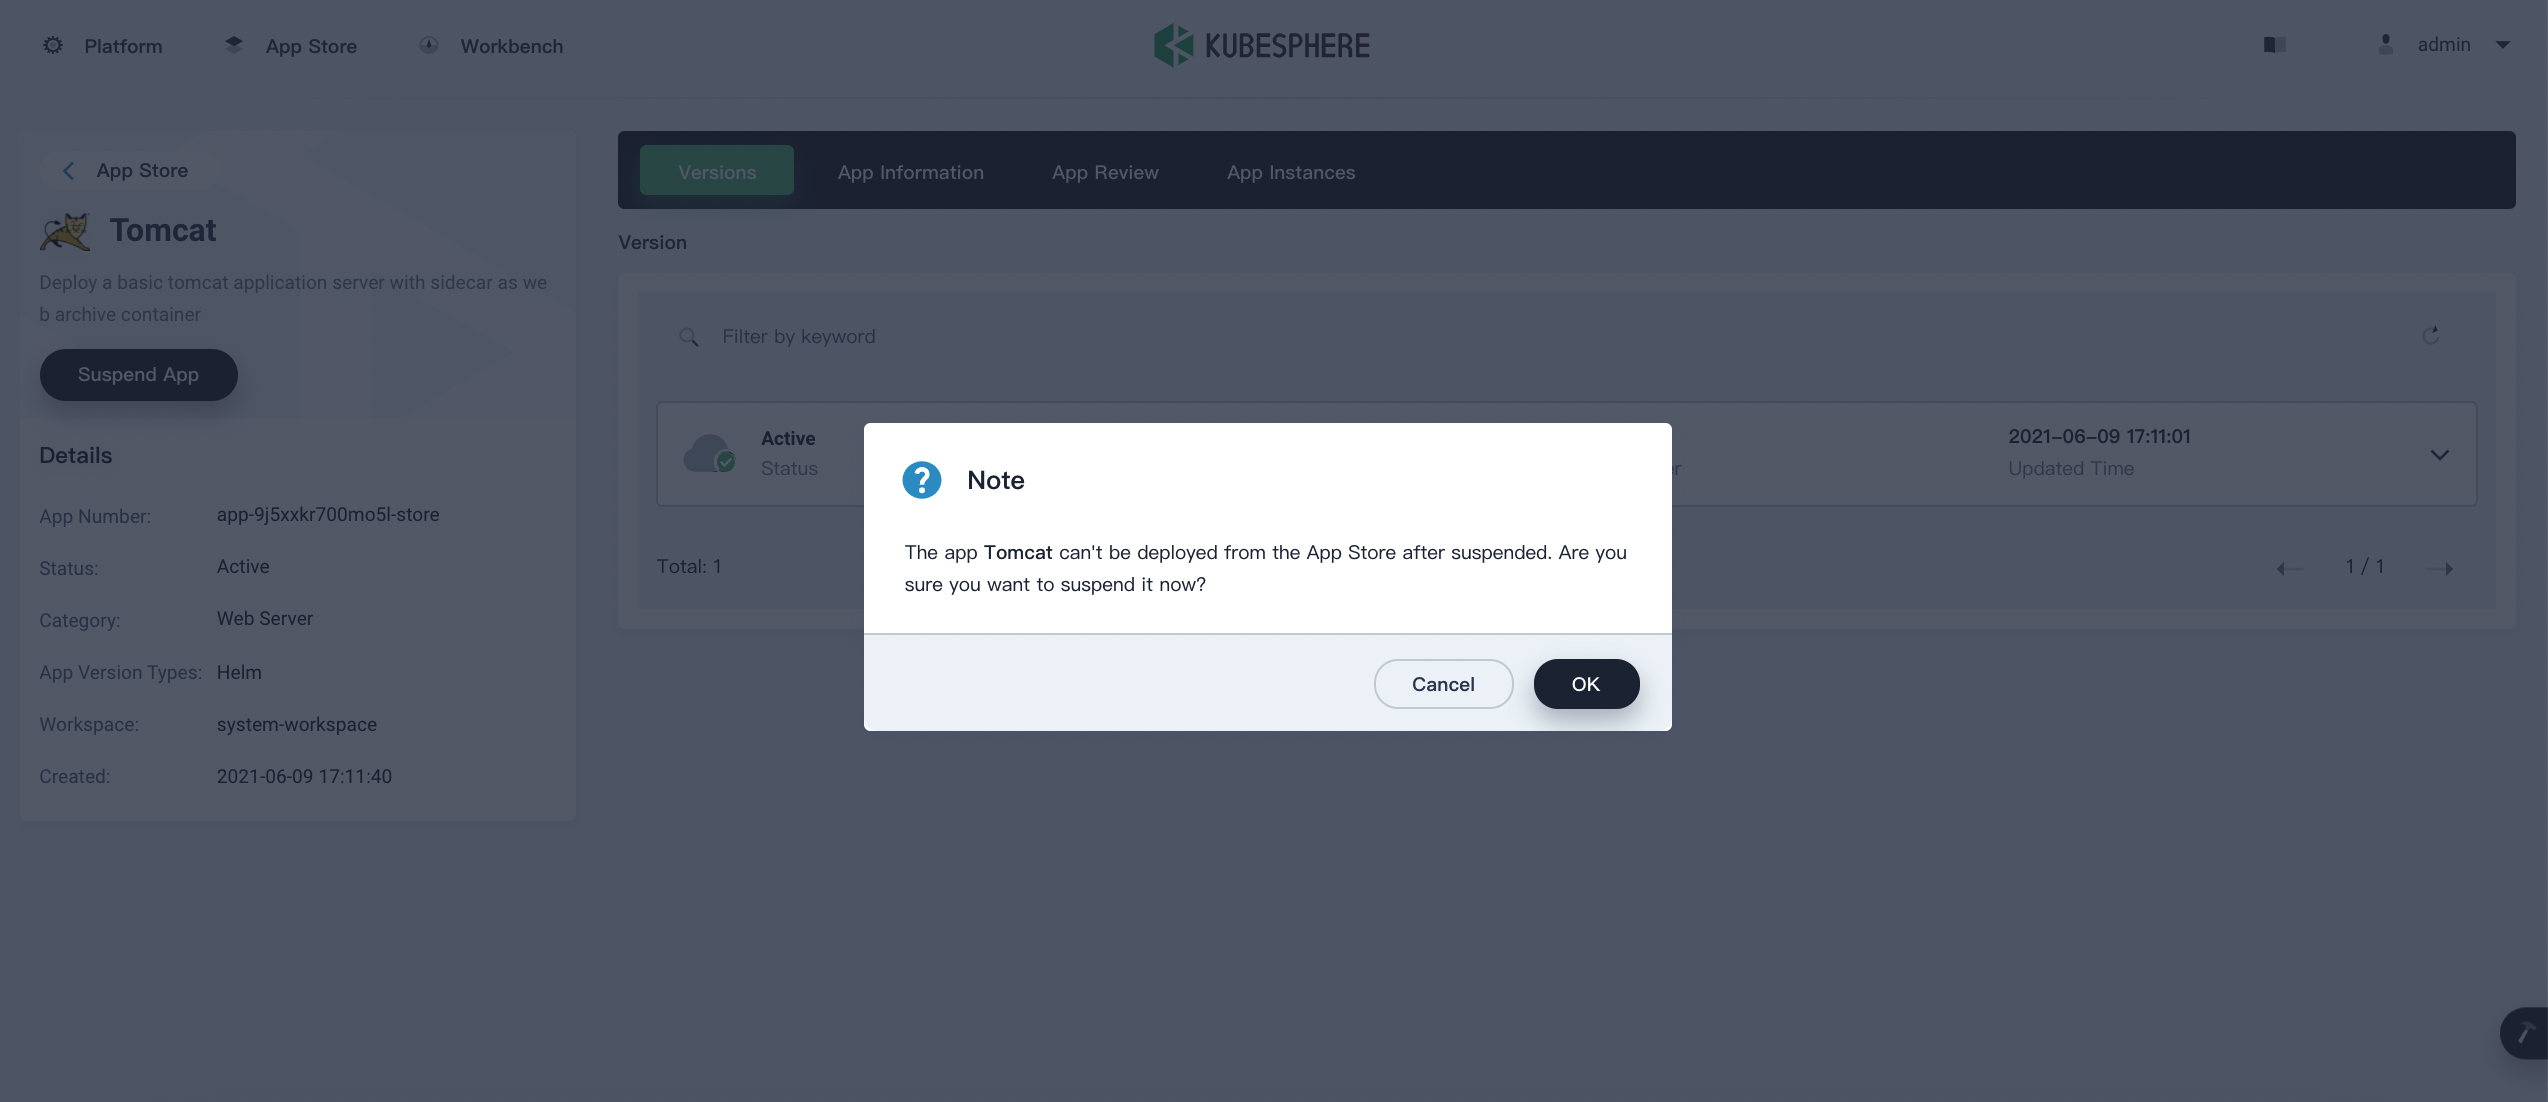 Platform
App Store
Workbench
KUBESPHERE
admin
App Store
Tomcat
Deploy a basic tomcat application server with sidecar as we
b archive container
Suspend App
Details
App Number: app-9j5xxkr700mo5l-store
Status: Active
Category: Web Server
App Version Types: Helm
Workspace: system-workspace
Created: 2021-06-09 17:11:40
Versions
App Information
App Review
App Instances
Version
Filter by keyword
Active
Status
2021-06-09 17:11:01
Updated Time
Total: 1
1 / 1
Note
The app Tomcat can't be deployed from the App Store after suspended. Are you
sure you want to suspend it now?
Cancel
OK